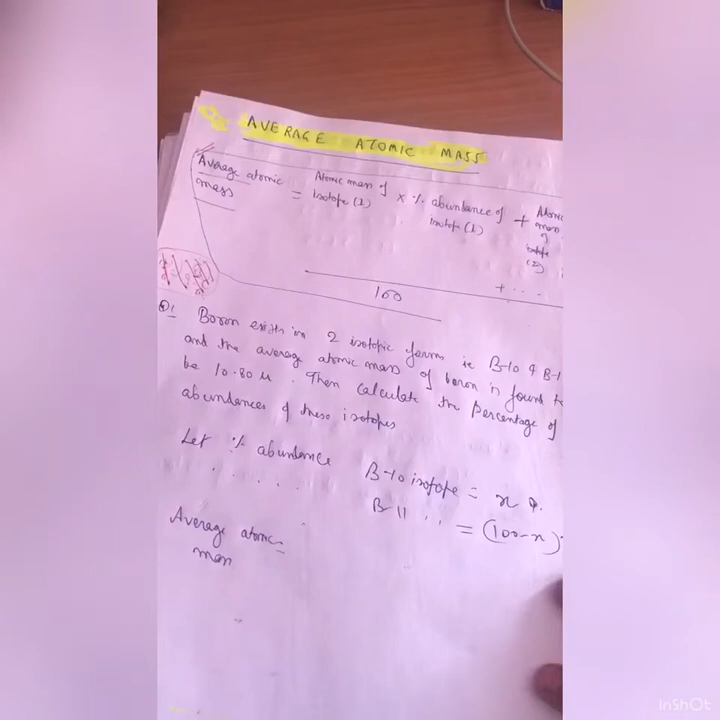 AVERAGE ATOMIC MASS
Average atomic mass = Atomic mass of isotope (1) × % abundance of isotop (1) + Atomic mass of isotope (2)
+ ...
100
Q1 Boron exists in 2 isotopic form ie B-10 & B-1
and the average atomic mass of boron is found to
be 10.80 u. Then calculate the percentage of
abundances of these isotopes
Let % abundance B-10 isotope = x %
. . . . . B-11 ,, = (100-x)
Average atomic mass =
InShOt